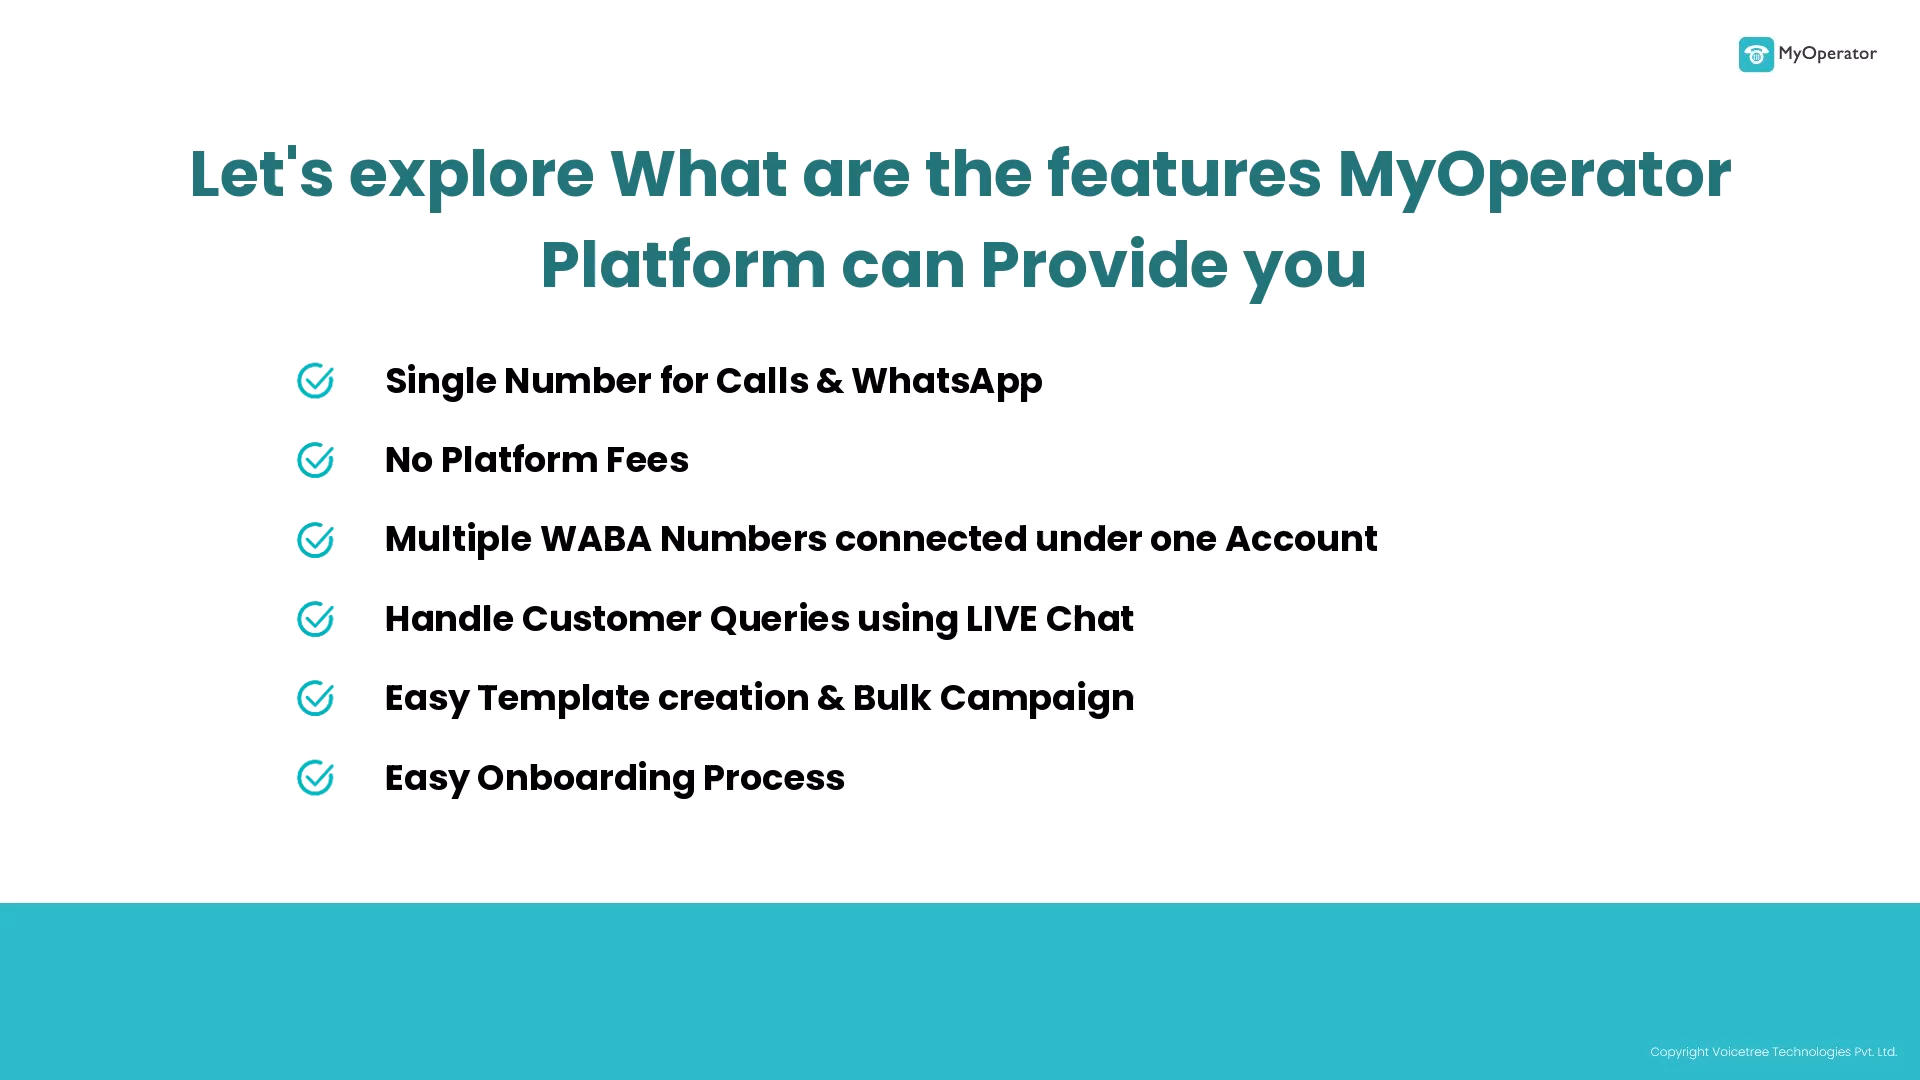 MyOperator
Let's explore What are the features MyOperator
Platform can Provide you
Single Number for Calls & WhatsApp
No Platform Fees
Multiple WABA Numbers connected under one Account
Handle Customer Queries using LIVE Chat
Easy Template creation & Bulk Campaign
Easy Onboarding Process
Copyright Voicetree Technologies Pvt. Ltd.